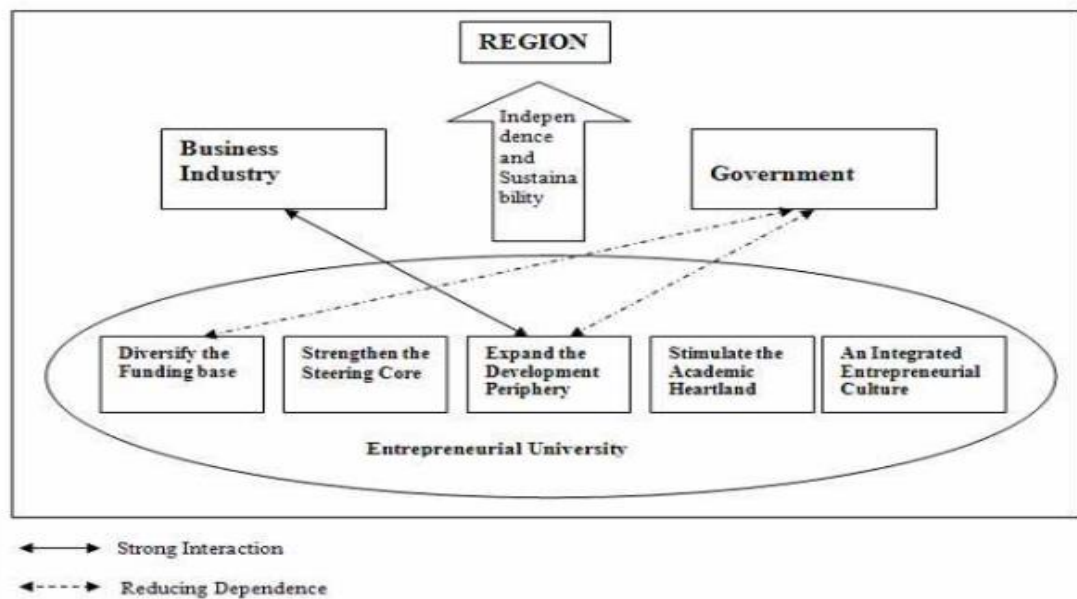 REGION
Indepen
dence
and
Sustaina
bility
Business
Industry
Government
Diversify the
Funding base
Strengthen the
Steering Core
Expand the
Development
Periphery
Stimulate the
Academic
Heartland
An Integrated
Entrepreneurial
Culture
Entrepreneurial University
Strong Interaction
Reducing Dependence